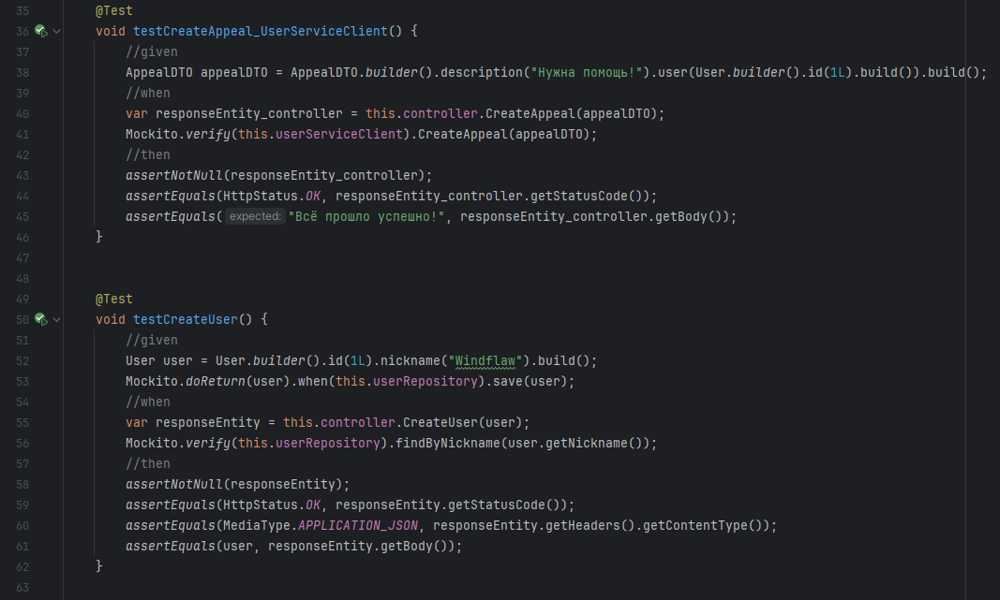 35 @Test
36 void testCreateAppeal_UserServiceClient() {
37 //given
38 AppealDTO appealDTO = AppealDTO.builder().description("Нужна помощь!").user(User.builder().id(1L).build()).build();
39 //when
40 var responseEntity_controller = this.controller.CreateAppeal(appealDTO);
41 Mockito.verify(this.userServiceClient).CreateAppeal(appealDTO);
42 //then
43 assertNotNull(responseEntity_controller);
44 assertEquals(HttpStatus.OK, responseEntity_controller.getStatusCode());
45 assertEquals( expected: "Всё прошло успешно!", responseEntity_controller.getBody());
46 }
47
48
49 @Test
50 void testCreateUser() {
51 //given
52 User user = User.builder().id(1L).nickname("Windflaw").build();
53 Mockito.doReturn(user).when(this.userRepository).save(user);
54 //when
55 var responseEntity = this.controller.CreateUser(user);
56 Mockito.verify(this.userRepository).findByNickname(user.getNickname());
57 //then
58 assertNotNull(responseEntity);
59 assertEquals(HttpStatus.OK, responseEntity.getStatusCode());
60 assertEquals(MediaType.APPLICATION_JSON, responseEntity.getHeaders().getContentType());
61 assertEquals(user, responseEntity.getBody());
62 }
63